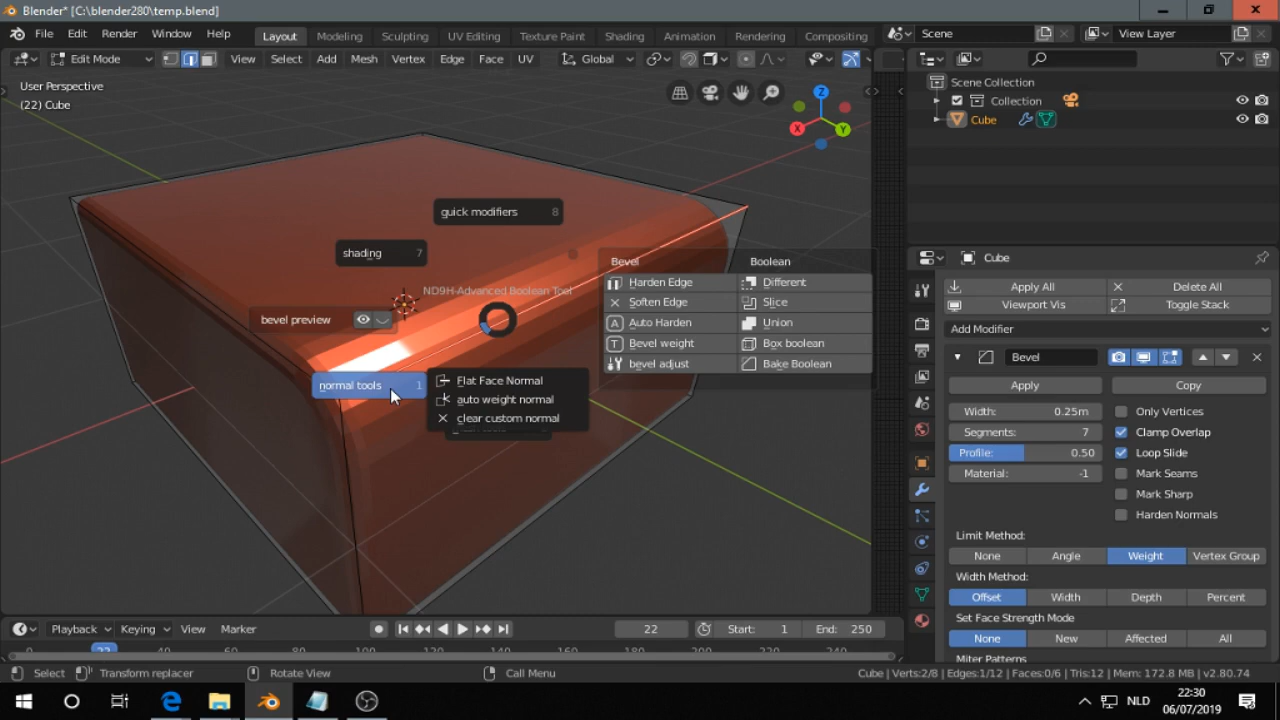 Blender* [C:\blender280\temp.blend]
File Edit Render Window Help Layout Modeling Sculpting UV Editing Texture Paint Shading Animation Rendering Compositing Scene View Layer
Edit Mode View Select Add Mesh Vertex Edge Face UV Global
User Perspective
(22) Cube
Z
X
Y
quick modifiers 8
shading 7
ND9H-Advanced Boolean Tool
bevel preview
normal tools 1
Flat Face Normal
auto weight normal
clear custom normal
Bevel Boolean
Harden Edge Different
Soften Edge Slice
Auto Harden Union
Bevel weight Box boolean
bevel adjust Bake Boolean
Scene Collection
Collection
Cube
Cube
Apply All Delete All
Viewport Vis Toggle Stack
Add Modifier
Bevel
Apply Copy
Width: 0.25m Only Vertices
Segments: 7 Clamp Overlap
Profile: 0.50 Loop Slide
Material: -1 Mark Seams
Mark Sharp
Harden Normals
Limit Method:
None Angle Weight Vertex Group
Width Method:
Offset Width Depth Percent
Set Face Strength Mode
None New Affected All
Miter Patterns
Playback Keying View Marker 22 Start: 1 End: 250
0 22 40 60 80 100 120 140 160 180 200 220 240
Select Transform replacer Rotate View Call Menu Cube | Verts:2/8 | Edges:1/12 | Faces:0/6 | Tris:12 | Mem: 172.8 MB | v2.80.74
NLD 22:30
06/07/2019